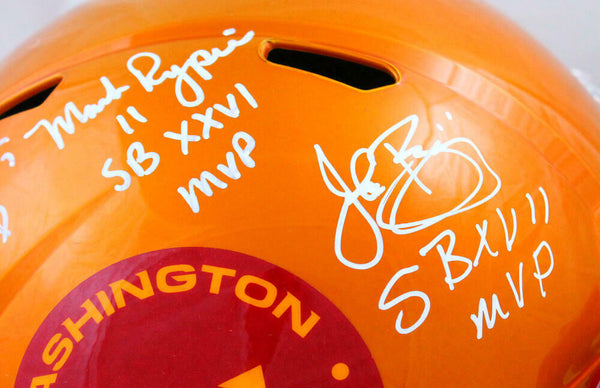 Mark Rypien
11
SB XXVI
MVP
SB XVII
MVP
ASHINGTON